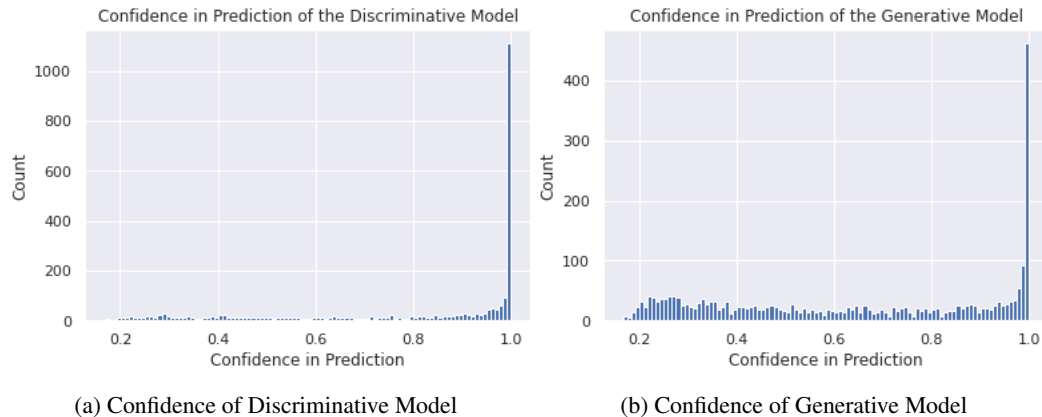 Confidence in Prediction of the Discriminative Model
1000
800
600
400
200
0
Count
0.2 0.4 0.6 0.8 1.0
Confidence in Prediction
(a) Confidence of Discriminative Model
Confidence in Prediction of the Generative Model
400
300
200
100
0
Count
0.2 0.4 0.6 0.8 1.0
Confidence in Prediction
(b) Confidence of Generative Model